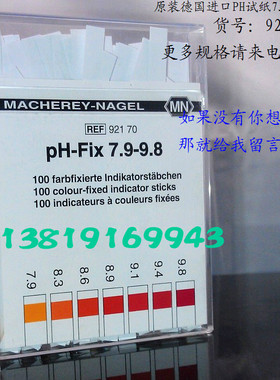 原装德国进口PH试纸7.
货号:92
更多规格请来电
MACHEREY-NAGEL
MN
如果没有你想
REF 921 70
那就给我留言
pH-Fix 7.9-9.8
100 farbfixierte Indikatorstäbchen
100 colour-fixed indicator sticks
100 indicateurs à couleurs fixées
13819169943
7.9 8.3 8.6 8.9 9.1 9.4 9.8